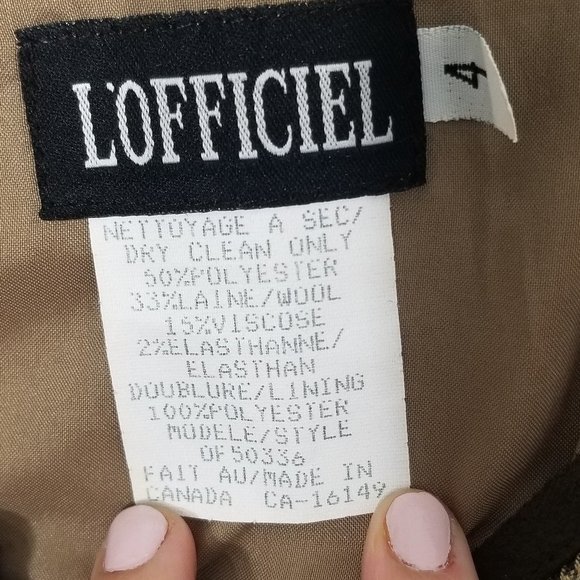 L'OFFICIEL
4
NETTOYAGE A SEC/
DRY CLEAN ONLY
50%POLYESTER
33%LAINE/WOOL
15%VISCOSE
2%ELASTHANNE/
ELASTHAN
DOUBLURE/LINING
100%POLYESTER
MODELE/STYLE
OF50336
FAIT AU/MADE IN
CANADA CA-16149